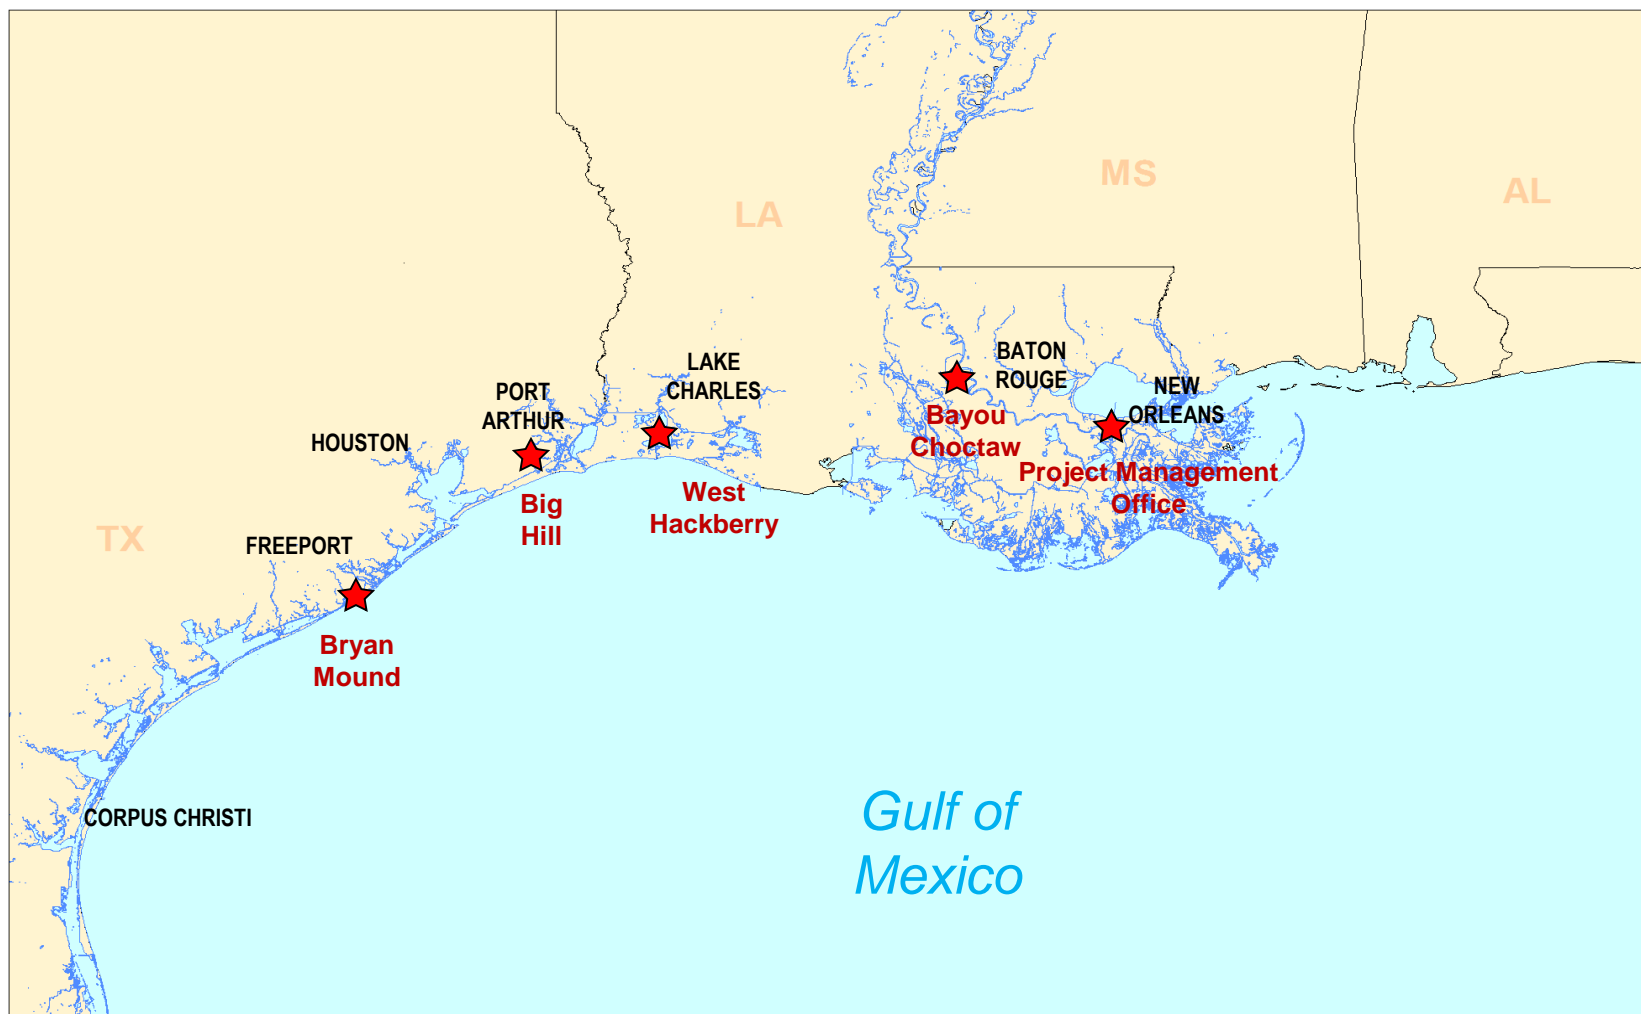 MS
AL
LA
BATON
ROUGE
LAKE
CHARLES
NEW
ORLEANS
PORT
ARTHUR
HOUSTON
Bayou
Choctaw
Project Management
Office
West
Hackberry
Big
Hill
TX
FREEPORT
Bryan
Mound
CORPUS CHRISTI
Gulf of
Mexico